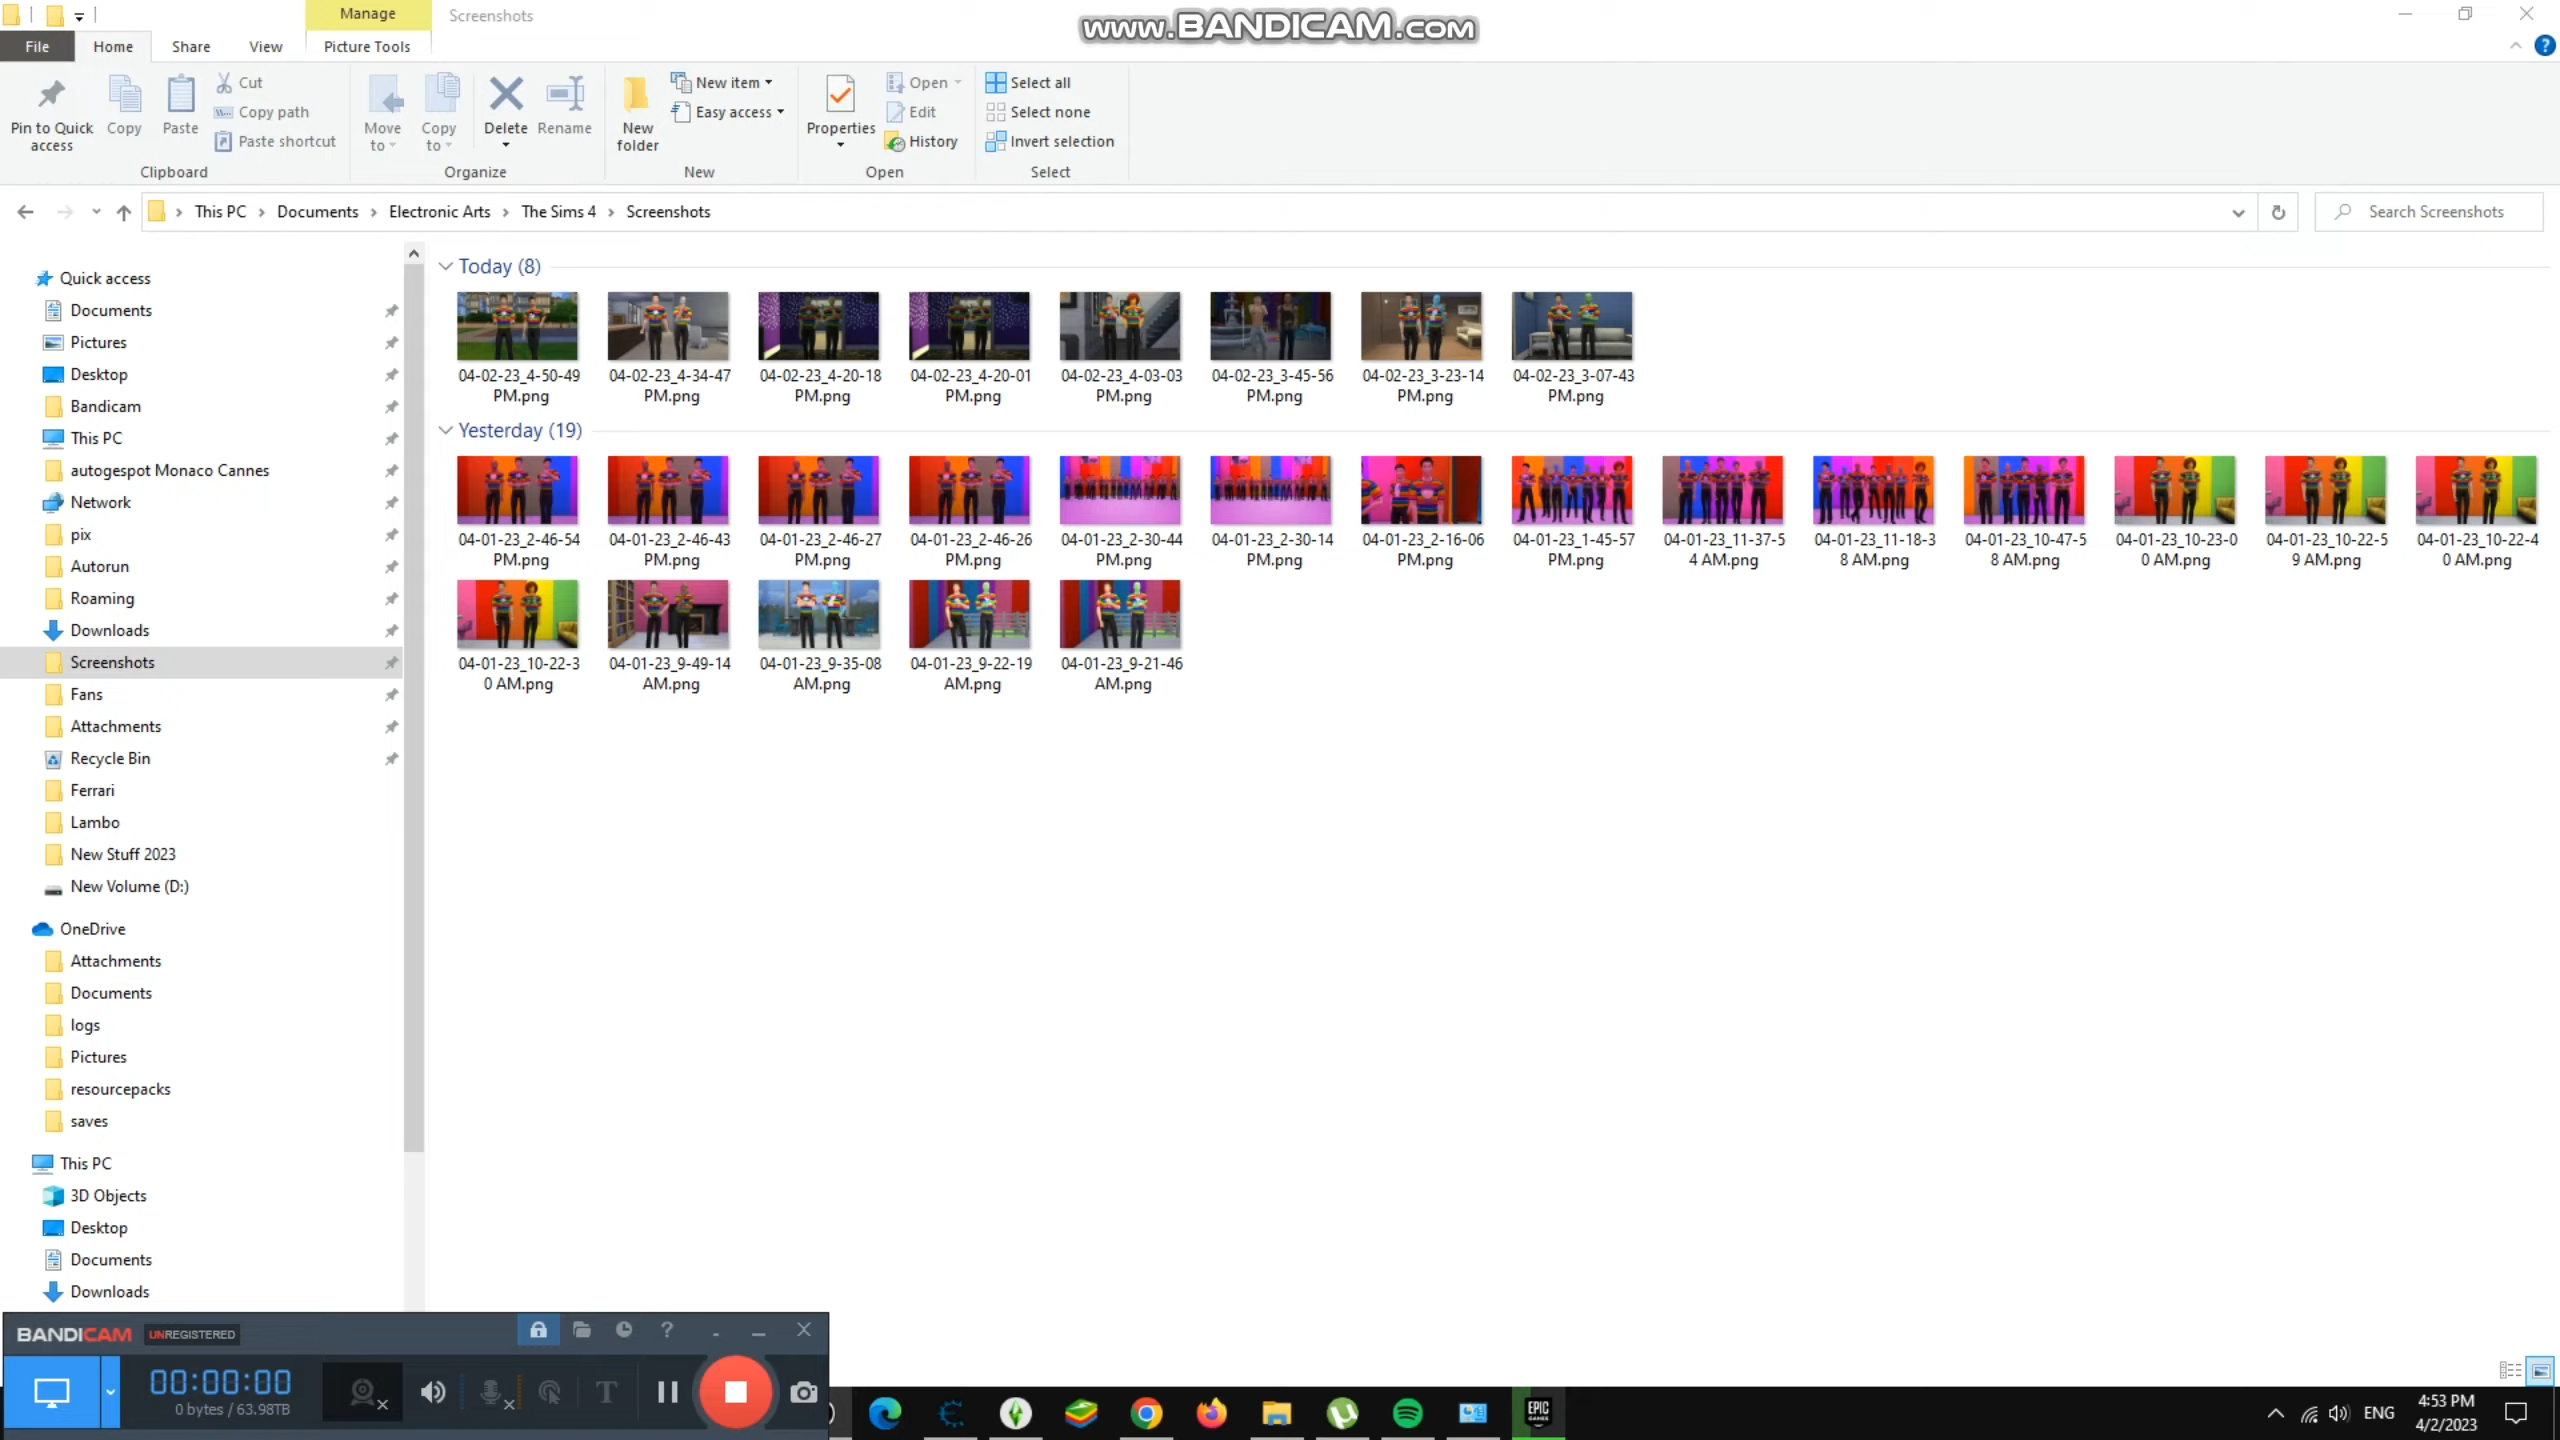 Manage
Screenshots
www.BANDICAM.com
File
Home
Share
View
Picture Tools
Pin to Quick access
Copy
Paste
Cut
Copy path
Paste shortcut
Clipboard
Move to
Copy to
Delete
Rename
Organize
New folder
New item
Easy access
New
Properties
Open
Edit
History
Open
Select all
Select none
Invert selection
Select
This PC
Documents
Electronic Arts
The Sims 4
Screenshots
Search Screenshots
Quick access
Documents
Pictures
Desktop
Bandicam
This PC
autogespot Monaco Cannes
Network
pix
Autorun
Roaming
Downloads
Screenshots
Fans
Attachments
Recycle Bin
Ferrari
Lambo
New Stuff 2023
New Volume (D:)
OneDrive
Attachments
Documents
logs
Pictures
resourcepacks
saves
This PC
3D Objects
Desktop
Documents
Downloads
Today (8)
04-02-23_4-50-49 PM.png
04-02-23_4-34-47 PM.png
04-02-23_4-20-18 PM.png
04-02-23_4-20-01 PM.png
04-02-23_4-03-03 PM.png
04-02-23_3-45-56 PM.png
04-02-23_3-23-14 PM.png
04-02-23_3-07-43 PM.png
Yesterday (19)
04-01-23_2-46-54 PM.png
04-01-23_2-46-43 PM.png
04-01-23_2-46-27 PM.png
04-01-23_2-46-26 PM.png
04-01-23_2-30-44 PM.png
04-01-23_2-30-14 PM.png
04-01-23_2-16-06 PM.png
04-01-23_1-45-57 PM.png
04-01-23_11-37-54 AM.png
04-01-23_11-18-38 AM.png
04-01-23_10-47-58 AM.png
04-01-23_10-23-00 AM.png
04-01-23_10-22-59 AM.png
04-01-23_10-22-40 AM.png
04-01-23_10-22-30 AM.png
04-01-23_9-49-14 AM.png
04-01-23_9-35-08 AM.png
04-01-23_9-22-19 AM.png
04-01-23_9-21-46 AM.png
BANDICAM
UNREGISTERED
00:00:00
0 bytes / 63.98TB
T
EPIC GAMES
ENG
4:53 PM
4/2/2023